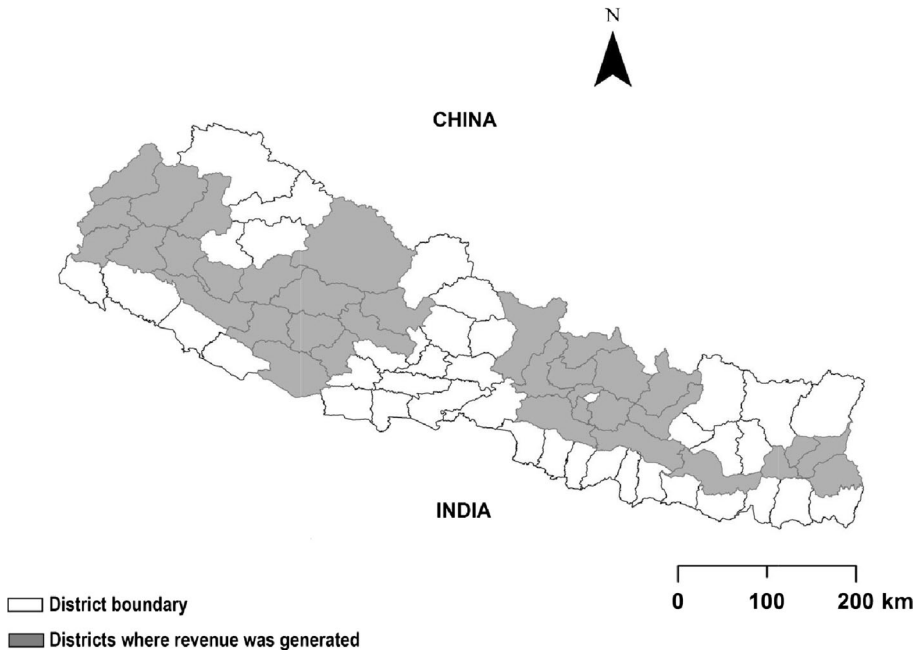 N
CHINA
INDIA
0 100 200 km
District boundary
Districts where revenue was generated